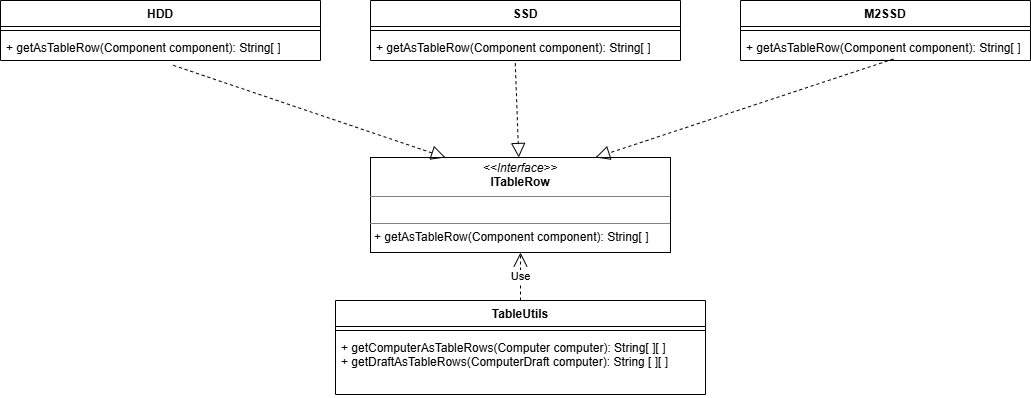 HDD
+ getAsTableRow(Component component): String[ ]
SSD
+ getAsTableRow(Component component): String[ ]
M2SSD
+ getAsTableRow(Component component): String[ ]
<<Interface>>
ITableRow
+ getAsTableRow(Component component): String[ ]
Use
TableUtils
+ getComputerAsTableRows(Computer computer): String[ ][ ]
+ getDraftAsTableRows(ComputerDraft computer): String [ ][ ]